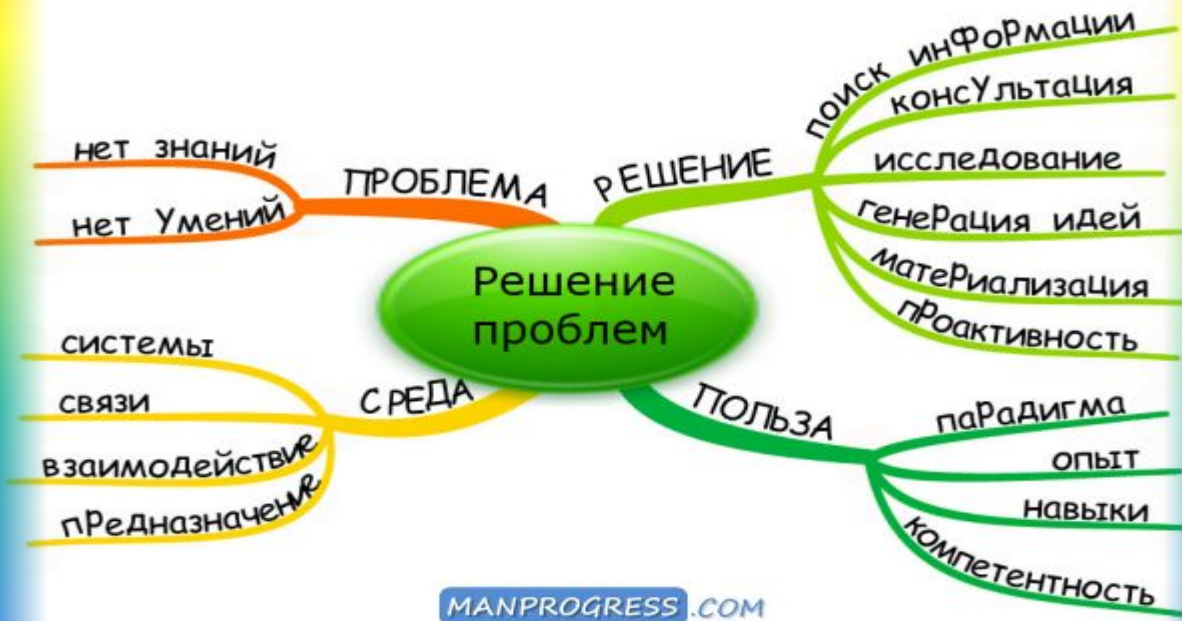 Решение
проблем
ПРОБЛЕМА
нет знаний
нет умений
РЕШЕНИЕ
поиск информации
консультация
исследование
генерация идей
материализация
проактивность
СРЕДА
системы
связи
взаимодействие
предназначение
ПОЛЬЗА
парадигма
опыт
навыки
компетентность
MANPROGRESS.COM